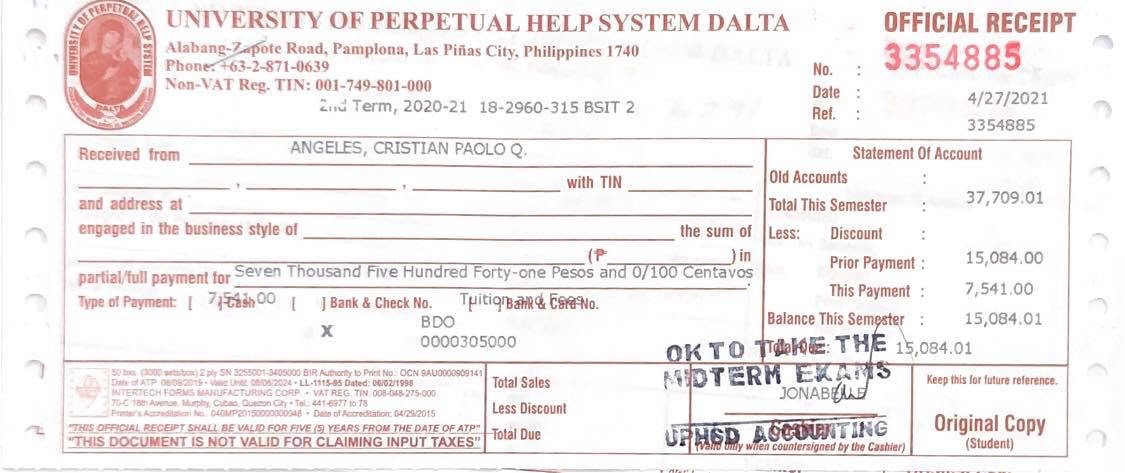 UNIVERSITY OF PERPETUAL HELP SYSTEM DALTA
Alabang-Zapote Road, Pamplona, Las Piñas City, Philippines 1740
Phone: +63-2-871-0639
Non-VAT Reg. TIN: 001-749-801-000
2nd Term, 2020-21 18-2960-315 BSIT 2
UNIVERSITY OF PERPETUAL HELP SYSTEM
DALTA
OFFICIAL RECEIPT
No. : 3354885
Date : 4/27/2021
Ref. : 3354885
Received from ANGELES, CRISTIAN PAOLO Q.
, , with TIN
and address at
engaged in the business style of the sum of
(₱ ) in
partial/full payment for Seven Thousand Five Hundred Forty-one Pesos and 0/100 Centavos
Type of Payment: [ ] Cash [ ] Bank & Check No. [ ] Bank & Card No.
7,541.00 Tuition and Fees
X BDO
0000305000
Statement Of Account
Old Accounts :
Total This Semester : 37,709.01
Less: Discount :
Prior Payment : 15,084.00
This Payment : 7,541.00
Balance This Semester : 15,084.01
Total Due : 15,084.01
OK TO TAKE THE
MIDTERM EXAMS
JONABELLE
UPHSD ACCOUNTING
Cashier
(Valid only when countersigned by the Cashier)
50 bxs. (3000 sets/box) 2 ply SN 3255001-3405000 BIR Authority to Print No.: OCN 9AU0000909141
Date of ATP 08/09/2019 • Valid Until: 08/08/2024 • LL-1115-95 Dated: 06/02/1998
INTERTECH FORMS MANUFACTURING CORP. • VAT REG. TIN: 008-048-275-000
70-C 18th Avenue, Murphy, Cubao, Quezon City • Tel.: 441-6977 to 78
Printer's Accreditation No.: 040MP20150000000048 • Date of Accreditation: 04/29/2015
"THIS OFFICIAL RECEIPT SHALL BE VALID FOR FIVE (5) YEARS FROM THE DATE OF ATP"
"THIS DOCUMENT IS NOT VALID FOR CLAIMING INPUT TAXES"
Total Sales
Less Discount
Total Due
Keep this for future reference.
Original Copy
(Student)